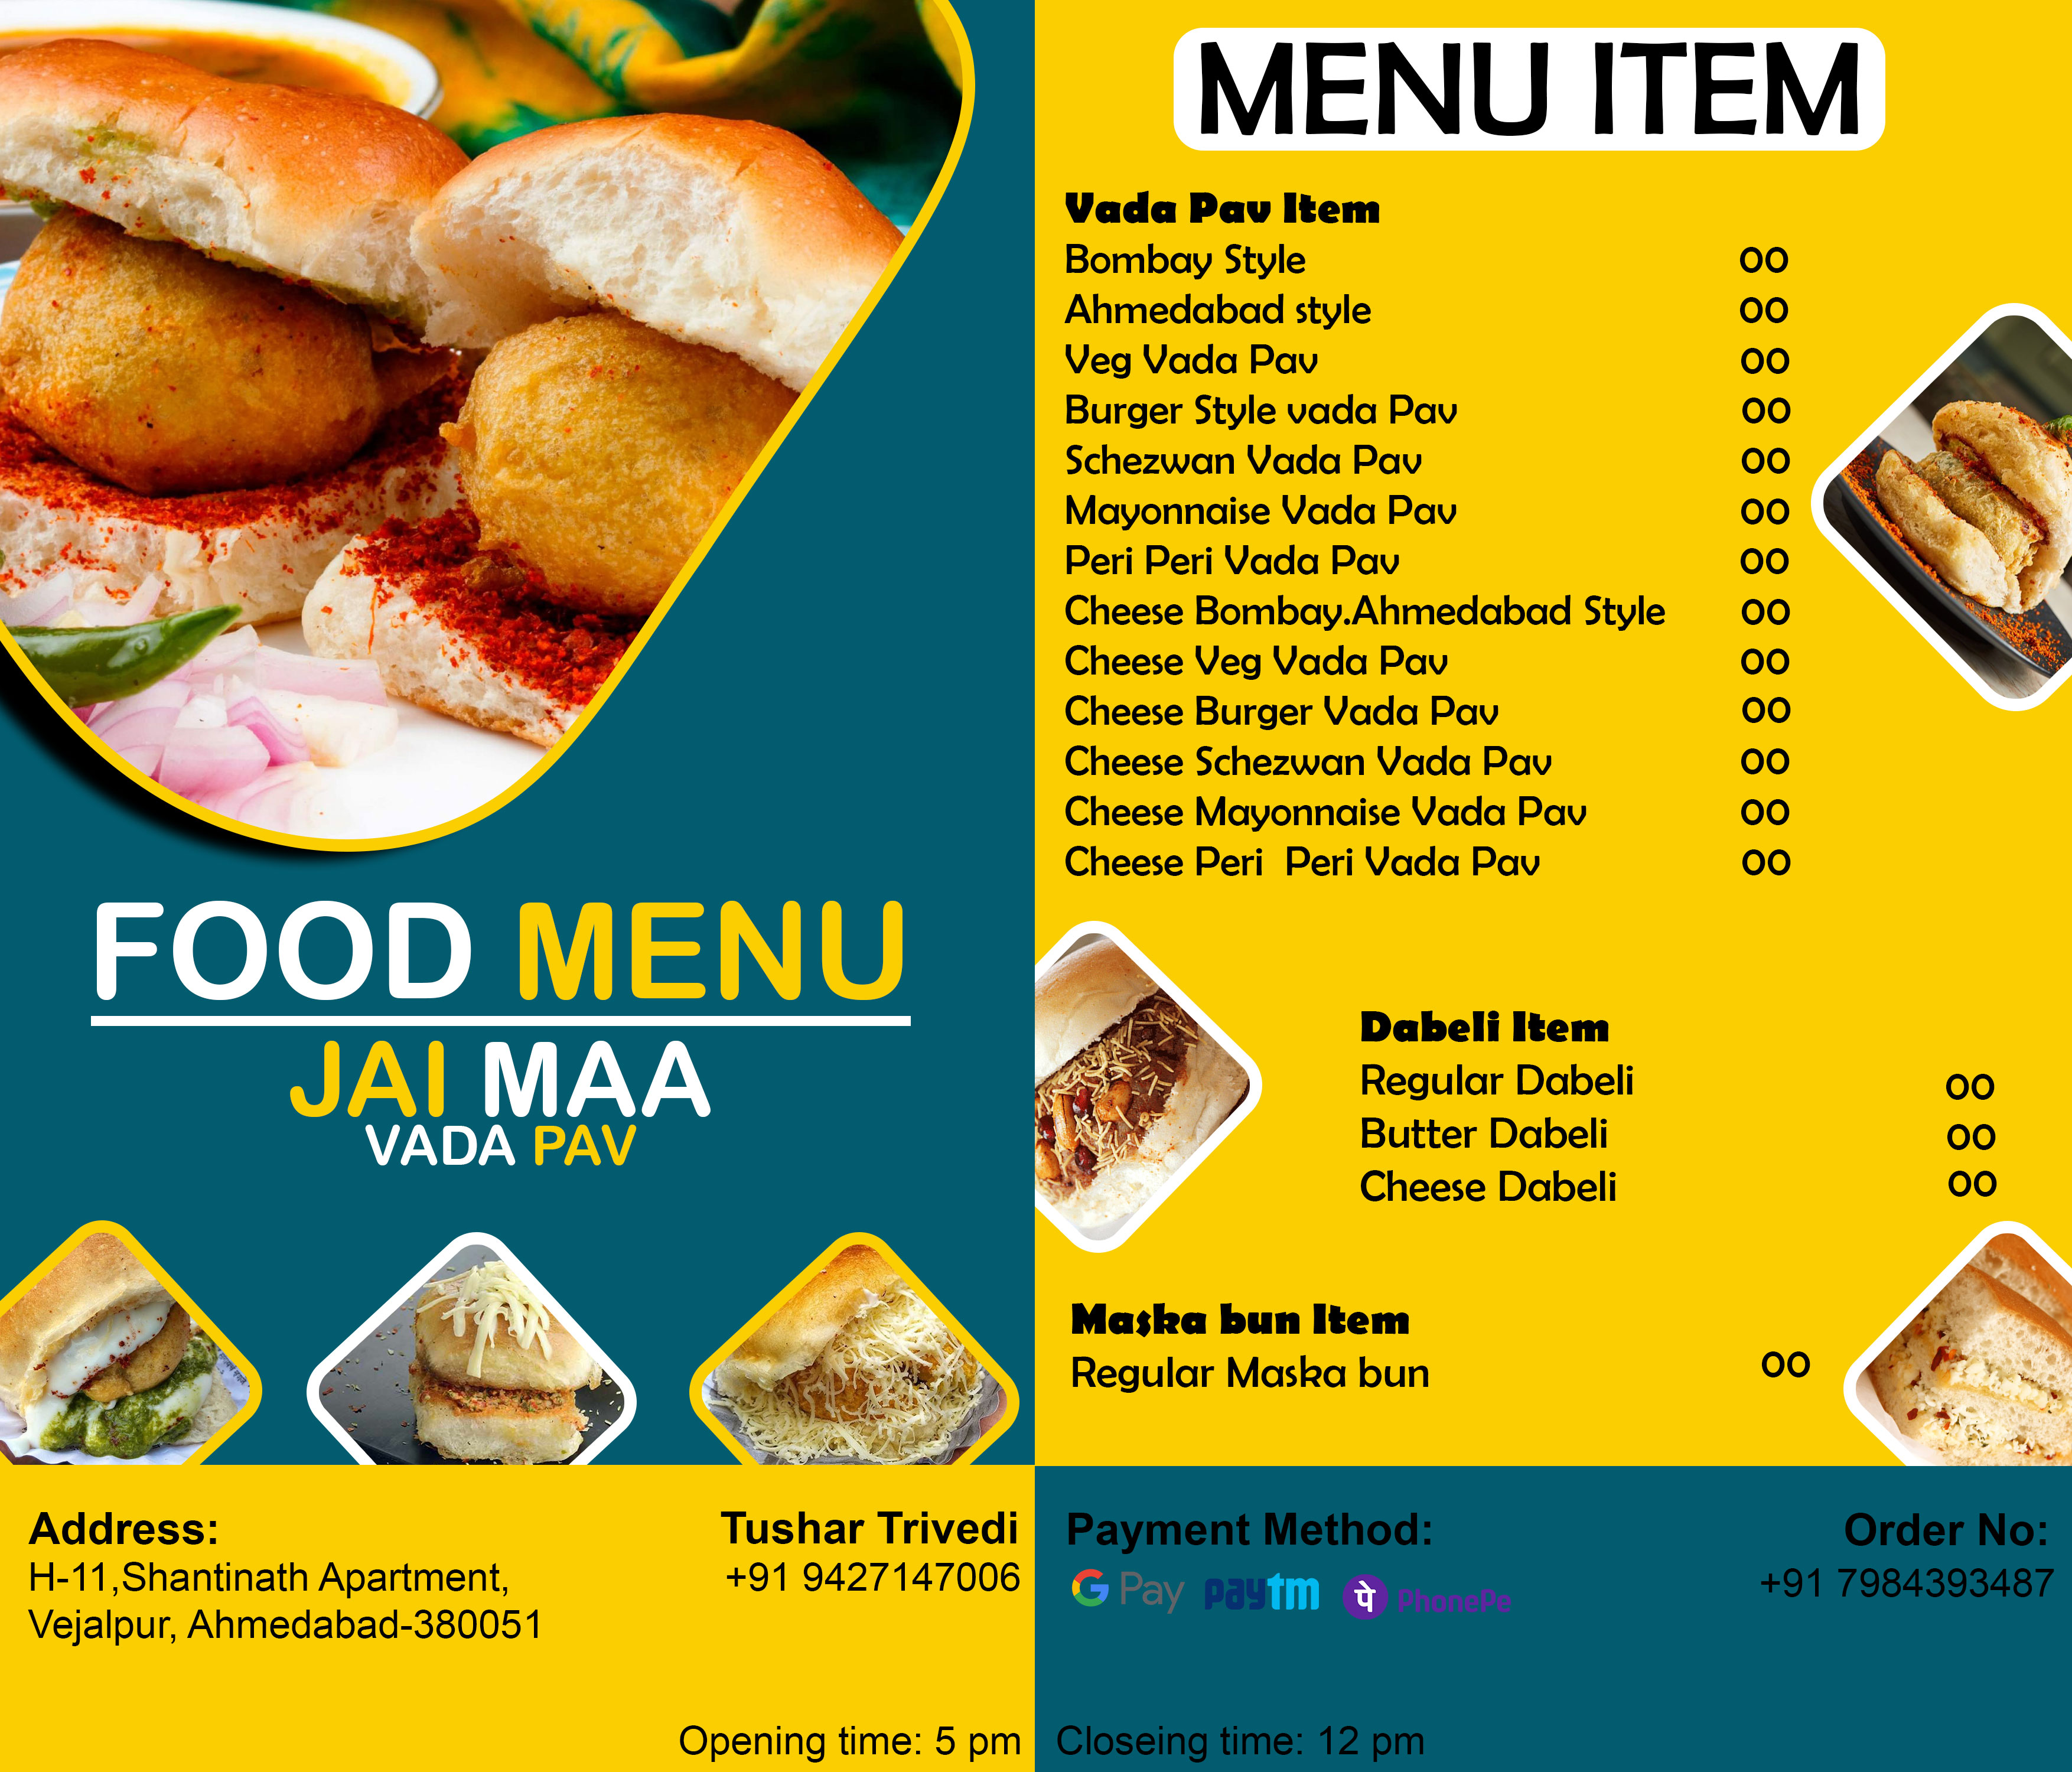 FOOD MENU
JAI MAA
VADA PAV
Address:
H-11,Shantinath Apartment,
Vejalpur, Ahmedabad-380051
Tushar Trivedi
+91 9427147006
Opening time: 5 pm
MENU ITEM
Vada Pav Item
Bombay Style 00
Ahmedabad style 00
Veg Vada Pav 00
Burger Style vada Pav 00
Schezwan Vada Pav 00
Mayonnaise Vada Pav 00
Peri Peri Vada Pav 00
Cheese Bombay.Ahmedabad Style 00
Cheese Veg Vada Pav 00
Cheese Burger Vada Pav 00
Cheese Schezwan Vada Pav 00
Cheese Mayonnaise Vada Pav 00
Cheese Peri  Peri Vada Pav 00
Dabeli Item
Regular Dabeli 00
Butter Dabeli 00
Cheese Dabeli 00
Maska bun Item
Regular Maska bun 00
Payment Method:
G Pay paytm पे PhonePe
Order No:
+91 7984393487
Closeing time: 12 pm